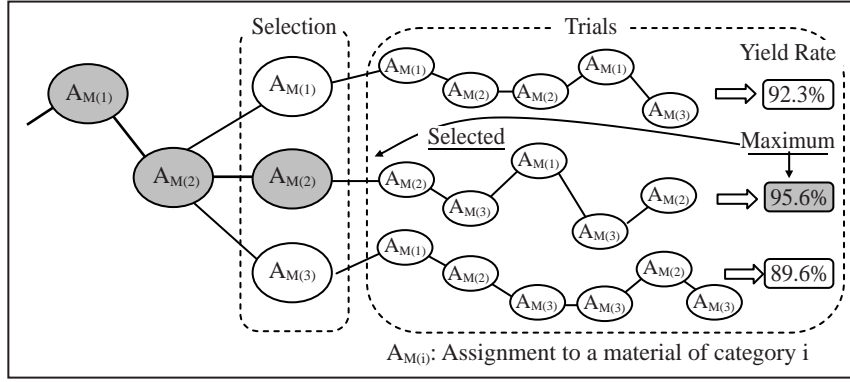 Selection
Trials
Yield Rate
A_M(1)
A_M(1)
A_M(1)
A_M(2)
A_M(2)
A_M(1)
A_M(3)
92.3%
Selected
Maximum
A_M(2)
A_M(2)
A_M(2)
A_M(3)
A_M(1)
A_M(3)
A_M(2)
95.6%
A_M(3)
A_M(1)
A_M(2)
A_M(3)
A_M(3)
A_M(2)
A_M(3)
89.6%
A_M(i): Assignment to a material of category i